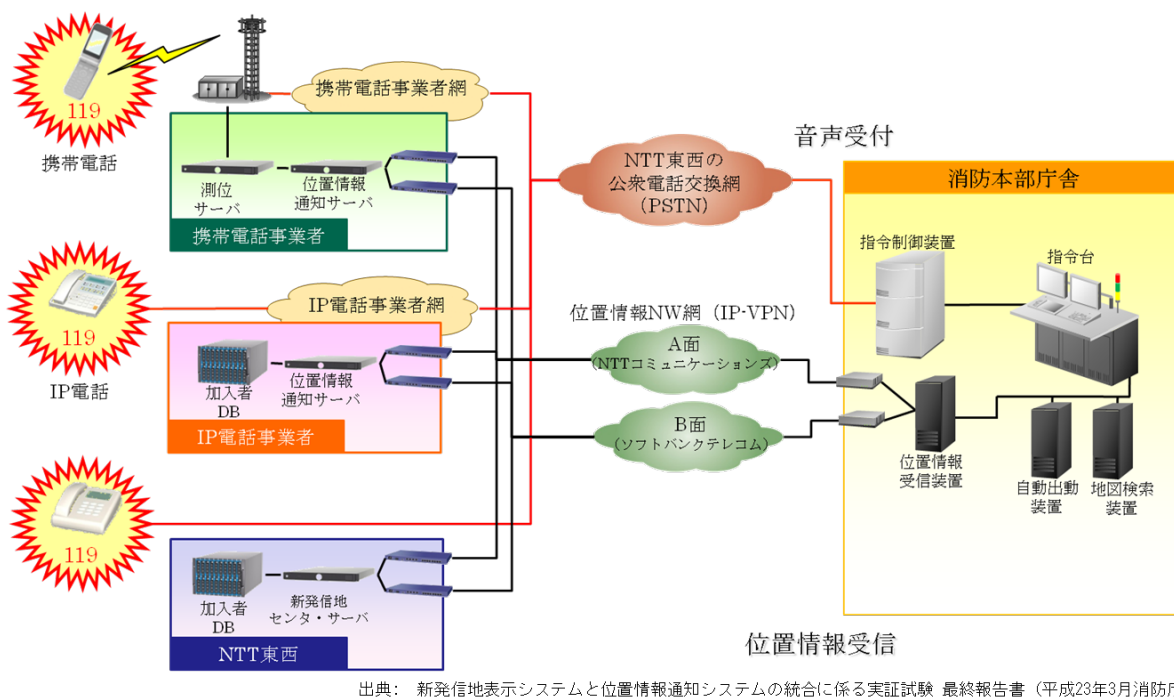 119
携帯電話
携帯電話事業者網
測位
サーバ
位置情報
通知サーバ
携帯電話事業者
119
IP電話
IP電話事業者網
加入者
DB
位置情報
通知サーバ
IP電話事業者
119
加入者
DB
新発信地
センタ・サーバ
NTT東西
NTT東西の
公衆電話交換網
(PSTN)
音声受付
位置情報NW網 (IP-VPN)
A面
(NTTコミュニケーションズ)
B面
(ソフトバンクテレコム)
消防本部庁舎
指令制御装置
指令台
位置情報
受信装置
自動出動
装置
地図検索
装置
位置情報受信
出典: 新発信地表示システムと位置情報通知システムの統合に係る実証試験 最終報告書 (平成23年3月消防